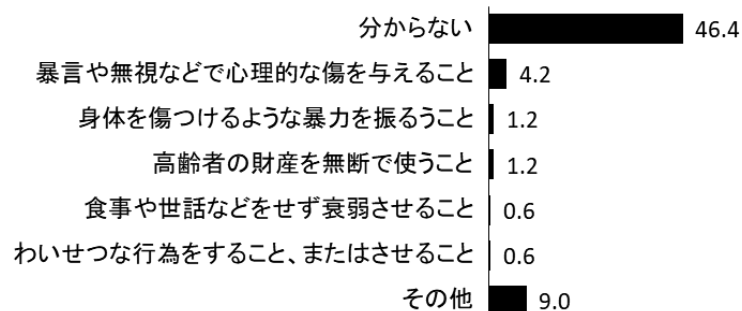 分からない 46.4
暴言や無視などで心理的な傷を与えること 4.2
身体を傷つけるような暴力を振るうこと 1.2
高齢者の財産を無断で使うこと 1.2
食事や世話などをせず衰弱させること 0.6
わいせつな行為をすること、またはさせること 0.6
その他 9.0